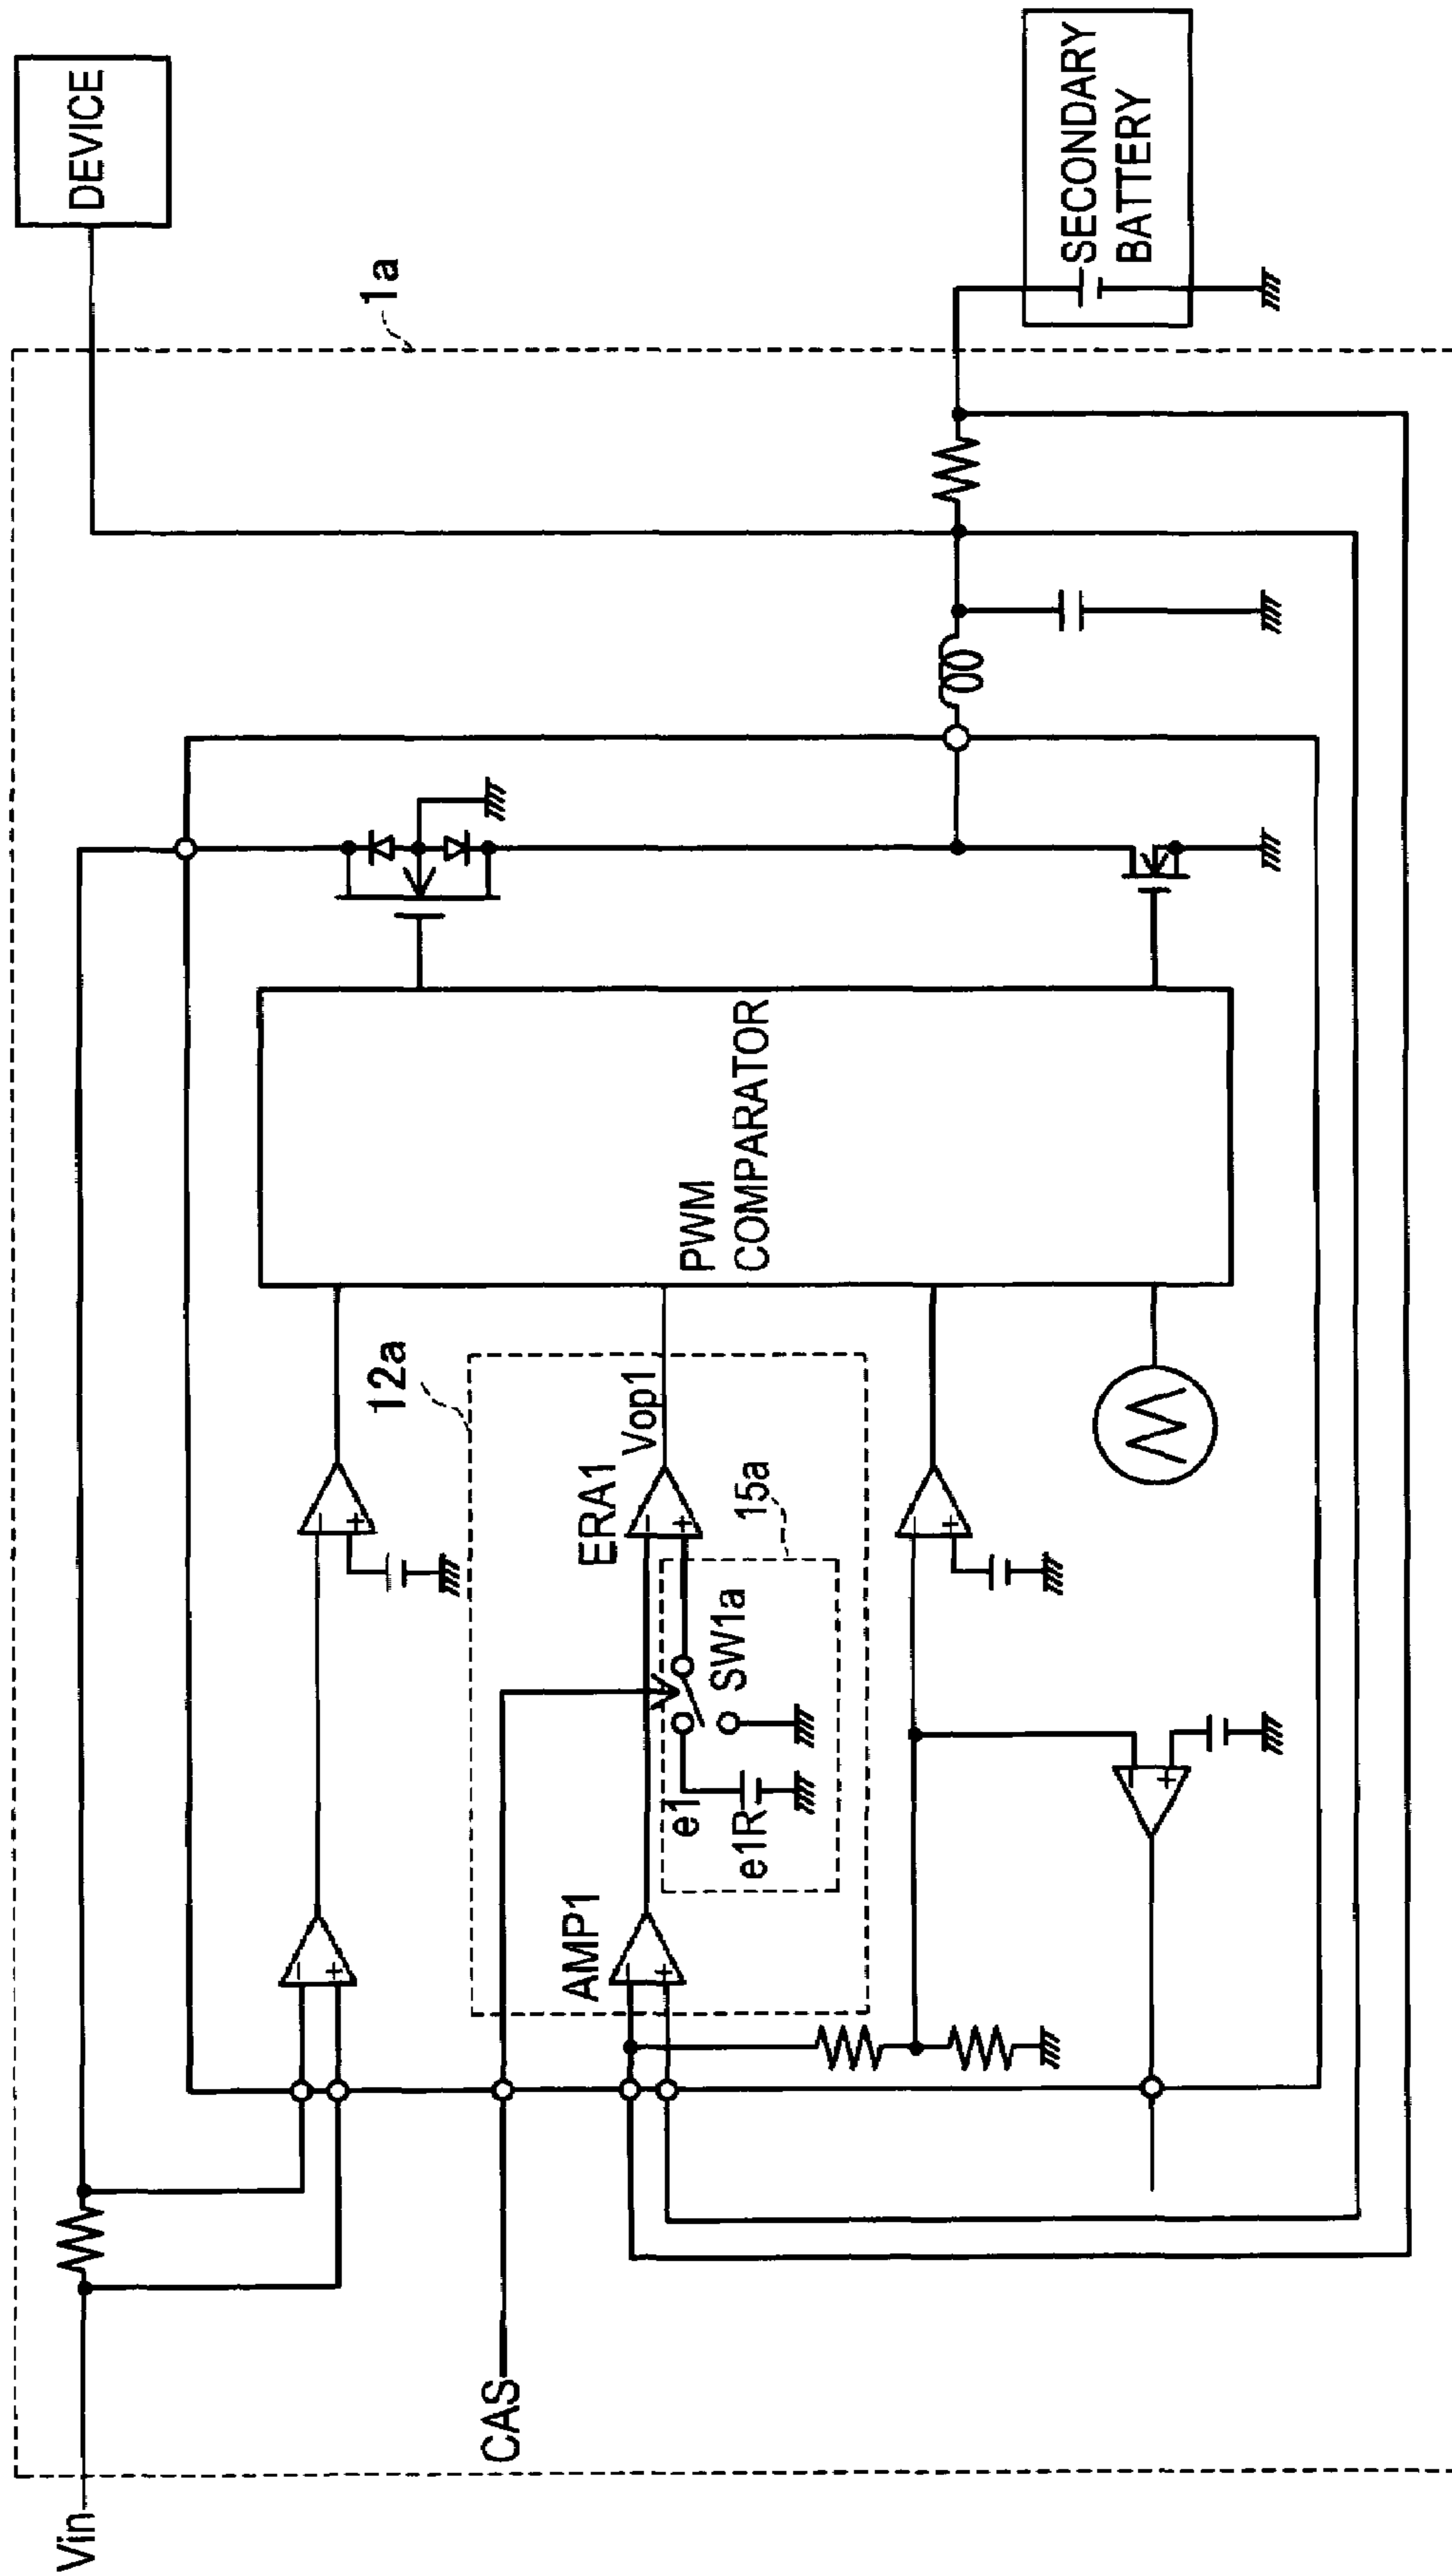 Vin
DEVICE
1a
CAS
12a
AMP1
ERA1
Vop1
15a
SW1a
e1
e1R
PWM
COMPARATOR
SECONDARY
BATTERY